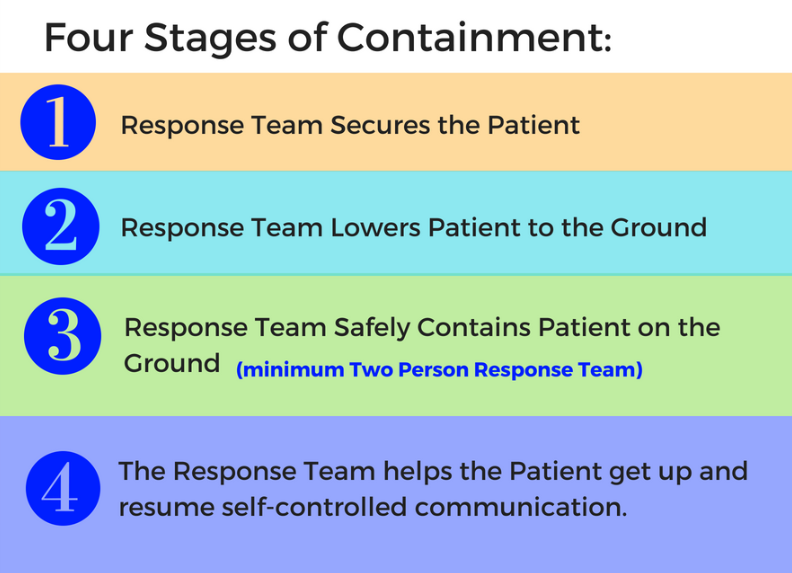 Four Stages of Containment:
1 Response Team Secures the Patient
2 Response Team Lowers Patient to the Ground
3 Response Team Safely Contains Patient on the
Ground (minimum Two Person Response Team)
4 The Response Team helps the Patient get up and
resume self-controlled communication.